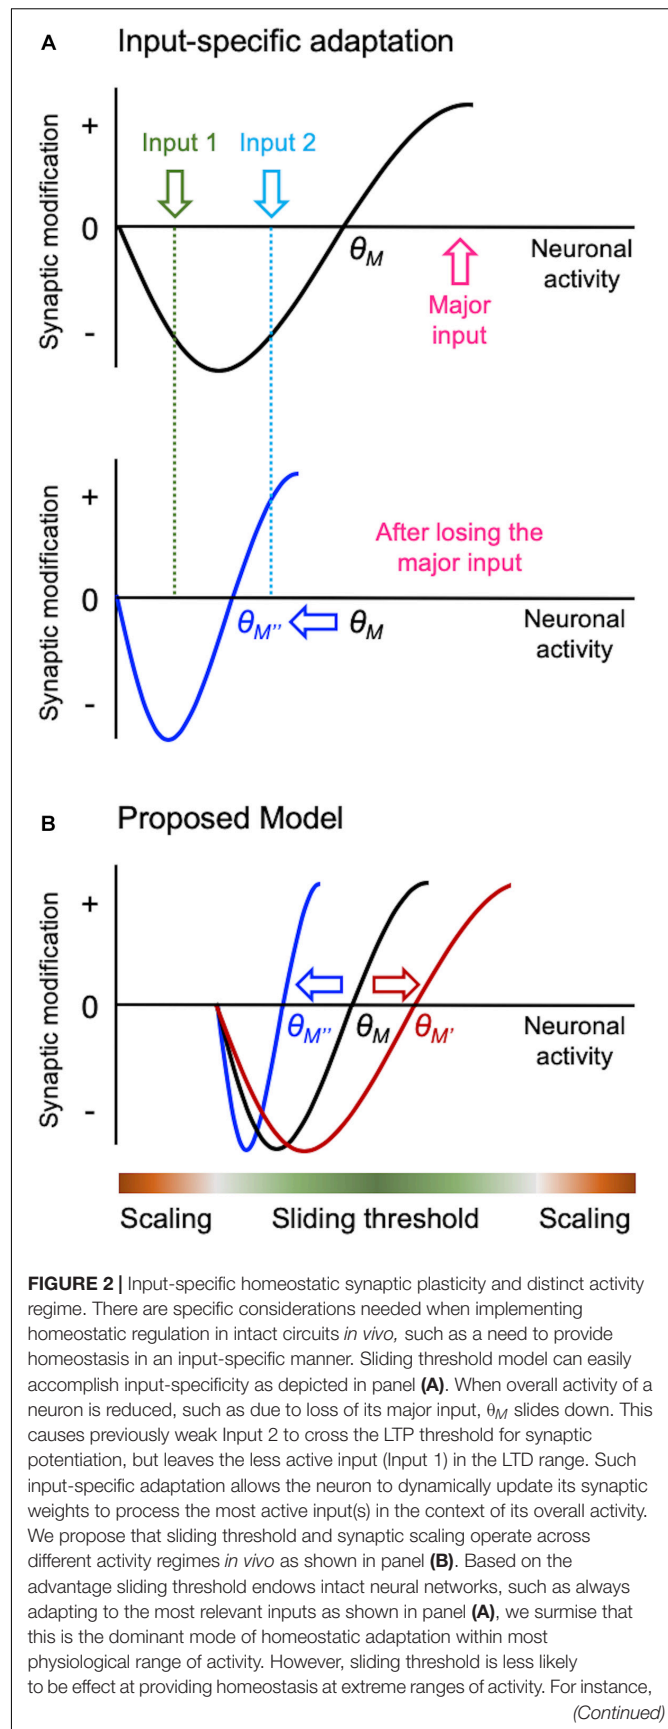 A
Input-specific adaptation
Synaptic modification
+
0
-
Input 1
Input 2
θM
Major
input
Neuronal
activity
Synaptic modification
+
0
-
After losing the
major input
θM''
θM
Neuronal
activity
B
Proposed Model
Synaptic modification
+
0
-
θM''
θM
θM'
Neuronal
activity
Scaling
Sliding threshold
Scaling
FIGURE 2 | Input-specific homeostatic synaptic plasticity and distinct activity
regime. There are specific considerations needed when implementing
homeostatic regulation in intact circuits in vivo, such as a need to provide
homeostasis in an input-specific manner. Sliding threshold model can easily
accomplish input-specificity as depicted in panel (A). When overall activity of a
neuron is reduced, such as due to loss of its major input, θM slides down. This
causes previously weak Input 2 to cross the LTP threshold for synaptic
potentiation, but leaves the less active input (Input 1) in the LTD range. Such
input-specific adaptation allows the neuron to dynamically update its synaptic
weights to process the most active input(s) in the context of its overall activity.
We propose that sliding threshold and synaptic scaling operate across
different activity regimes in vivo as shown in panel (B). Based on the
advantage sliding threshold endows intact neural networks, such as always
adapting to the most relevant inputs as shown in panel (A), we surmise that
this is the dominant mode of homeostatic adaptation within most
physiological range of activity. However, sliding threshold is less likely
to be effect at providing homeostasis at extreme ranges of activity. For instance,
(Continued)